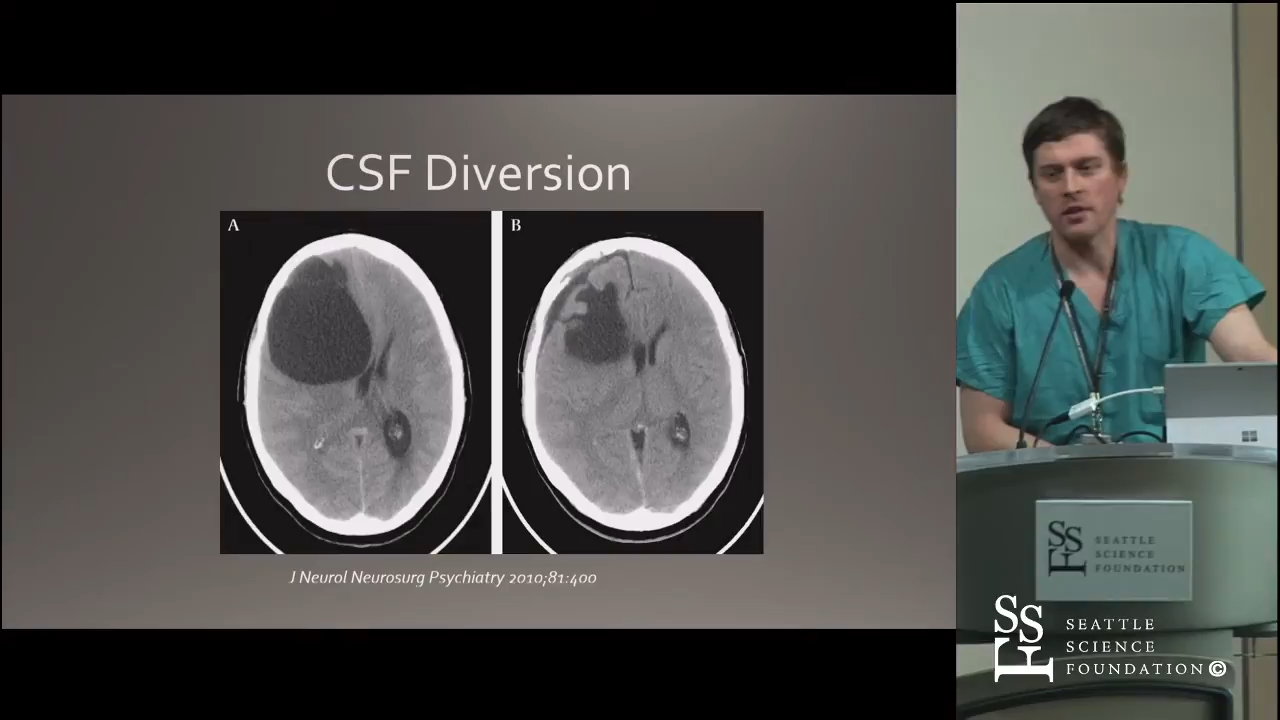 CSF Diversion
A
B
J Neurol Neurosurg Psychiatry 2010;81:400
SSF
SEATTLE
SCIENCE
FOUNDATION
SSF
SEATTLE
SCIENCE
FOUNDATION©